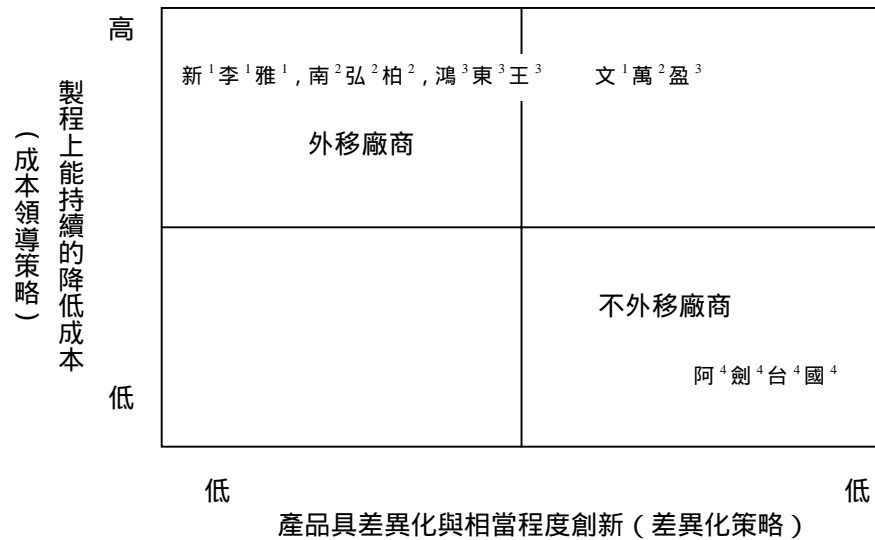 高
新¹李¹雅¹,南²弘²柏²,鴻³東³王³
文¹萬²盈³
外移廠商
製程上能持續的降低成本
(成本領導策略)
不外移廠商
阿⁴劍⁴台⁴國⁴
低
低
低
產品具差異化與相當程度創新(差異化策略)